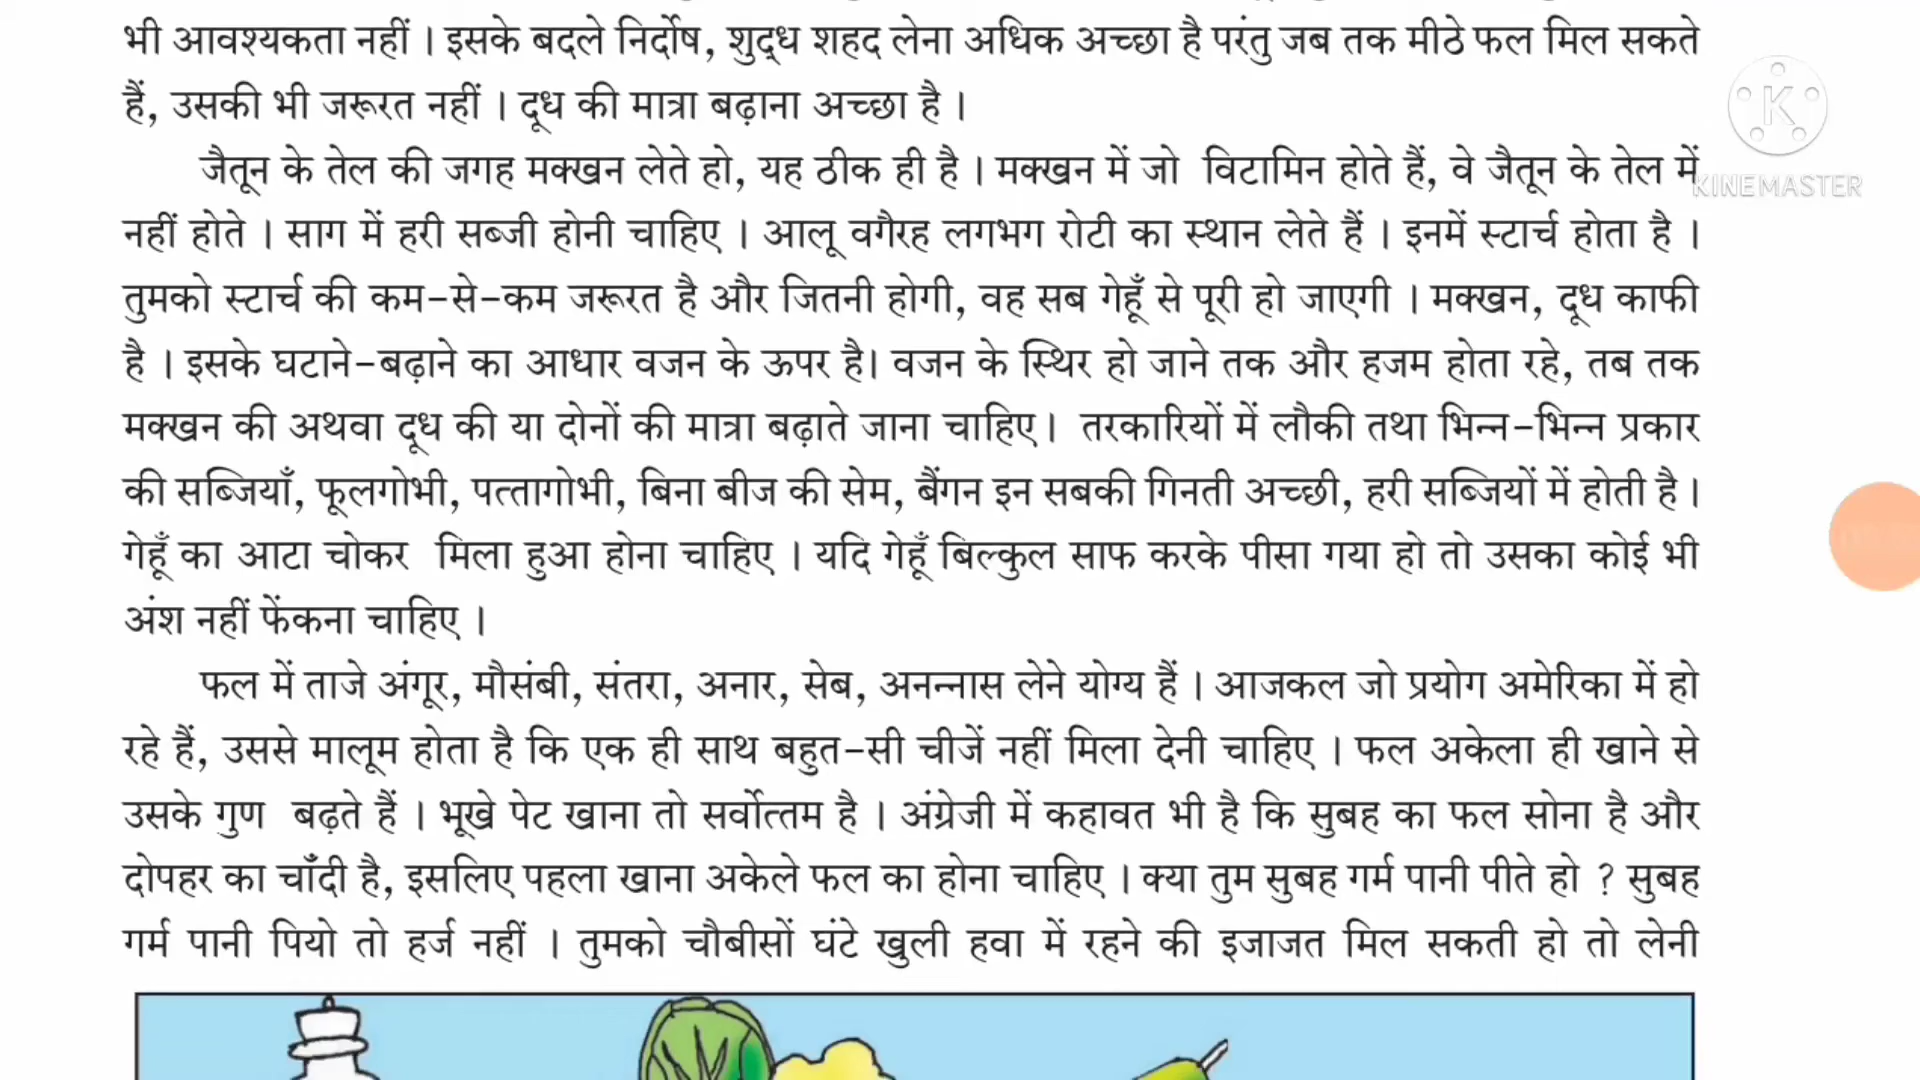 भी आवश्यकता नहीं । इसके बदले निर्दोष, शुद्ध शहद लेना अधिक अच्छा है परंतु जब तक मीठे फल मिल सकते
हैं, उसकी भी जरूरत नहीं । दूध की मात्रा बढ़ाना अच्छा है ।
जैतून के तेल की जगह मक्खन लेते हो, यह ठीक ही है । मक्खन में जो विटामिन होते हैं, वे जैतून के तेल में
नहीं होते । साग में हरी सब्जी होनी चाहिए । आलू वगैरह लगभग रोटी का स्थान लेते हैं । इनमें स्टार्च होता है ।
तुमको स्टार्च की कम-से-कम जरूरत है और जितनी होगी, वह सब गेहूँ से पूरी हो जाएगी । मक्खन, दूध काफी
है । इसके घटाने-बढ़ाने का आधार वजन के ऊपर है। वजन के स्थिर हो जाने तक और हजम होता रहे, तब तक
मक्खन की अथवा दूध की या दोनों की मात्रा बढ़ाते जाना चाहिए। तरकारियों में लौकी तथा भिन्न-भिन्न प्रकार
की सब्जियाँ, फूलगोभी, पत्तागोभी, बिना बीज की सेम, बैंगन इन सबकी गिनती अच्छी, हरी सब्जियों में होती है ।
गेहूँ का आटा चोकर मिला हुआ होना चाहिए । यदि गेहूँ बिल्कुल साफ करके पीसा गया हो तो उसका कोई भी
अंश नहीं फेंकना चाहिए ।
फल में ताजे अंगूर, मौसंबी, संतरा, अनार, सेब, अनन्नास लेने योग्य हैं । आजकल जो प्रयोग अमेरिका में हो
रहे हैं, उससे मालूम होता है कि एक ही साथ बहुत-सी चीजें नहीं मिला देनी चाहिए । फल अकेला ही खाने से
उसके गुण बढ़ते हैं । भूखे पेट खाना तो सर्वोत्तम है । अंग्रेजी में कहावत भी है कि सुबह का फल सोना है और
दोपहर का चाँदी है, इसलिए पहला खाना अकेले फल का होना चाहिए । क्या तुम सुबह गर्म पानी पीते हो ? सुबह
गर्म पानी पियो तो हर्ज नहीं । तुमको चौबीसों घंटे खुली हवा में रहने की इजाजत मिल सकती हो तो लेनी
K
KINEMASTER